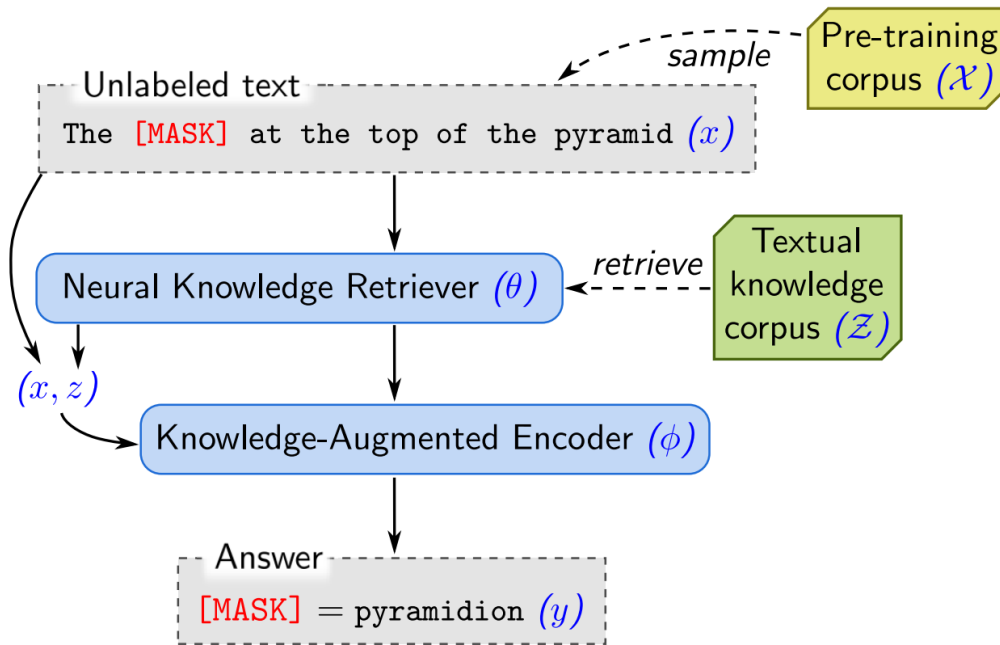 Pre-training
corpus (𝒳)
sample
Unlabeled text
The [MASK] at the top of the pyramid (x)
Textual
knowledge
corpus (𝒵)
retrieve
Neural Knowledge Retriever (θ)
(x, z)
Knowledge-Augmented Encoder (ϕ)
Answer
[MASK] = pyramidion (y)